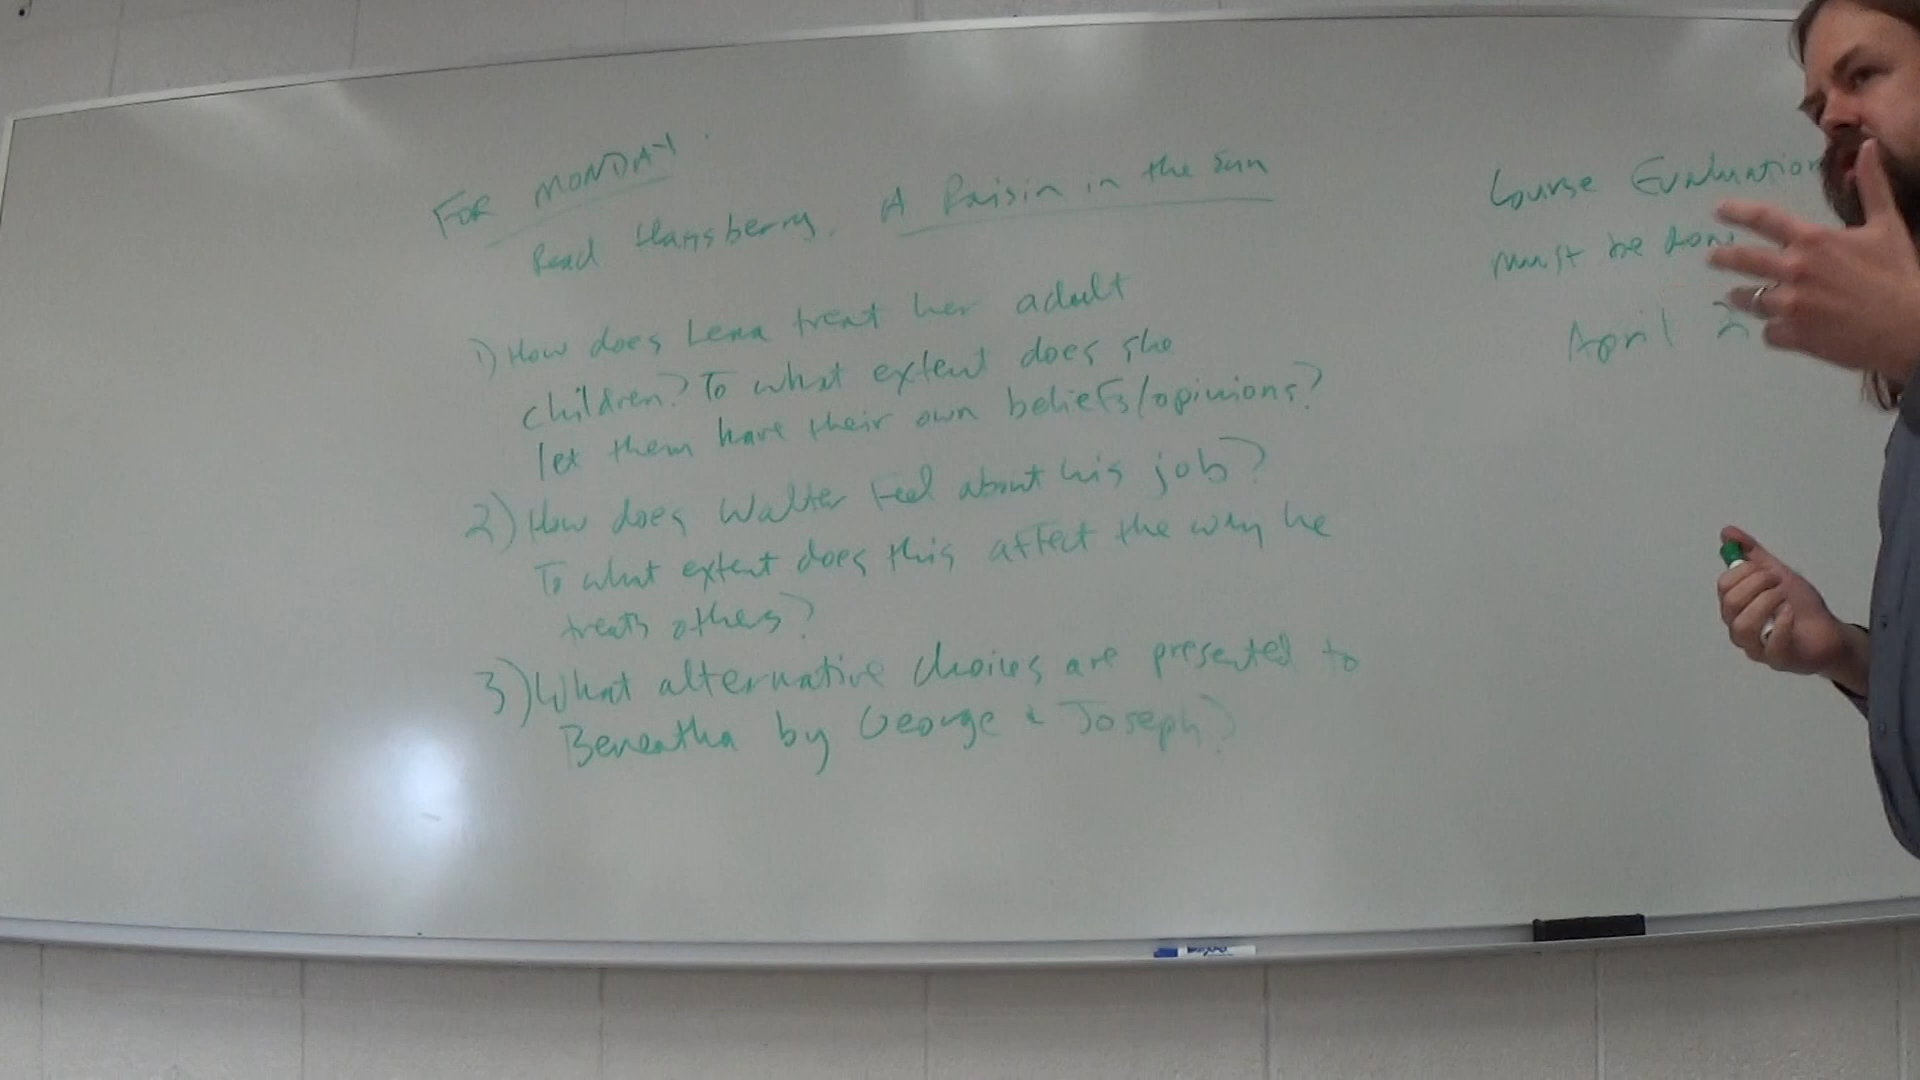 FOR MONDAY:
Read Hansberry, A Raisin in the Sun
1) How does Lena treat her adult
children? To what extent does she
let them have their own beliefs/opinions?
2) How does Walter feel about his job?
To what extent does this affect the way he
treats others?
3) What alternative choices are presented to
Beneatha by George & Joseph?
Course Evaluation
must be don
April 2
EXPO